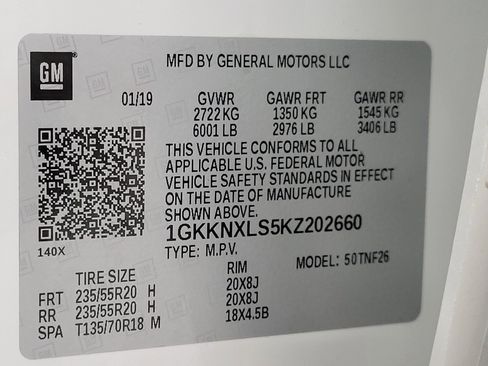 GM
MFD BY GENERAL MOTORS LLC
01/19 GVWR GAWR FRT GAWR RR
2722 KG 1350 KG 1545 KG
6001 LB 2976 LB 3406 LB
THIS VEHICLE CONFORMS TO ALL
APPLICABLE U.S. FEDERAL MOTOR
VEHICLE SAFETY STANDARDS IN EFFECT
ON THE DATE OF MANUFACTURE
SHOWN ABOVE.
1GKKNXLS5KZ202660
140X TYPE: M.P.V.
MODEL: 50TNF26
TIRE SIZE RIM
FRT 235/55R20 H 20X8J
RR 235/55R20 H 20X8J
SPA T135/70R18 M 18X4.5B